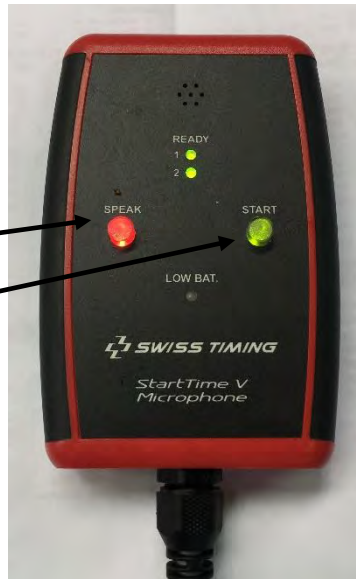 READY
1
2
SPEAK START
LOW BAT.
SWISS TIMING
StartTime V
Microphone